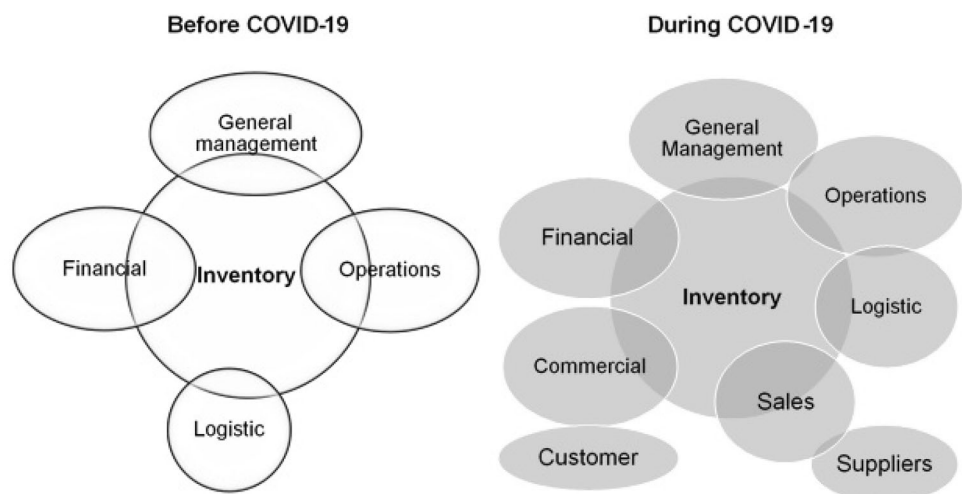 Before COVID-19
General
management
Financial
Inventory
Operations
Logistic
During COVID -19
General
Management
Operations
Financial
Inventory
Logistic
Commercial
Sales
Customer
Suppliers